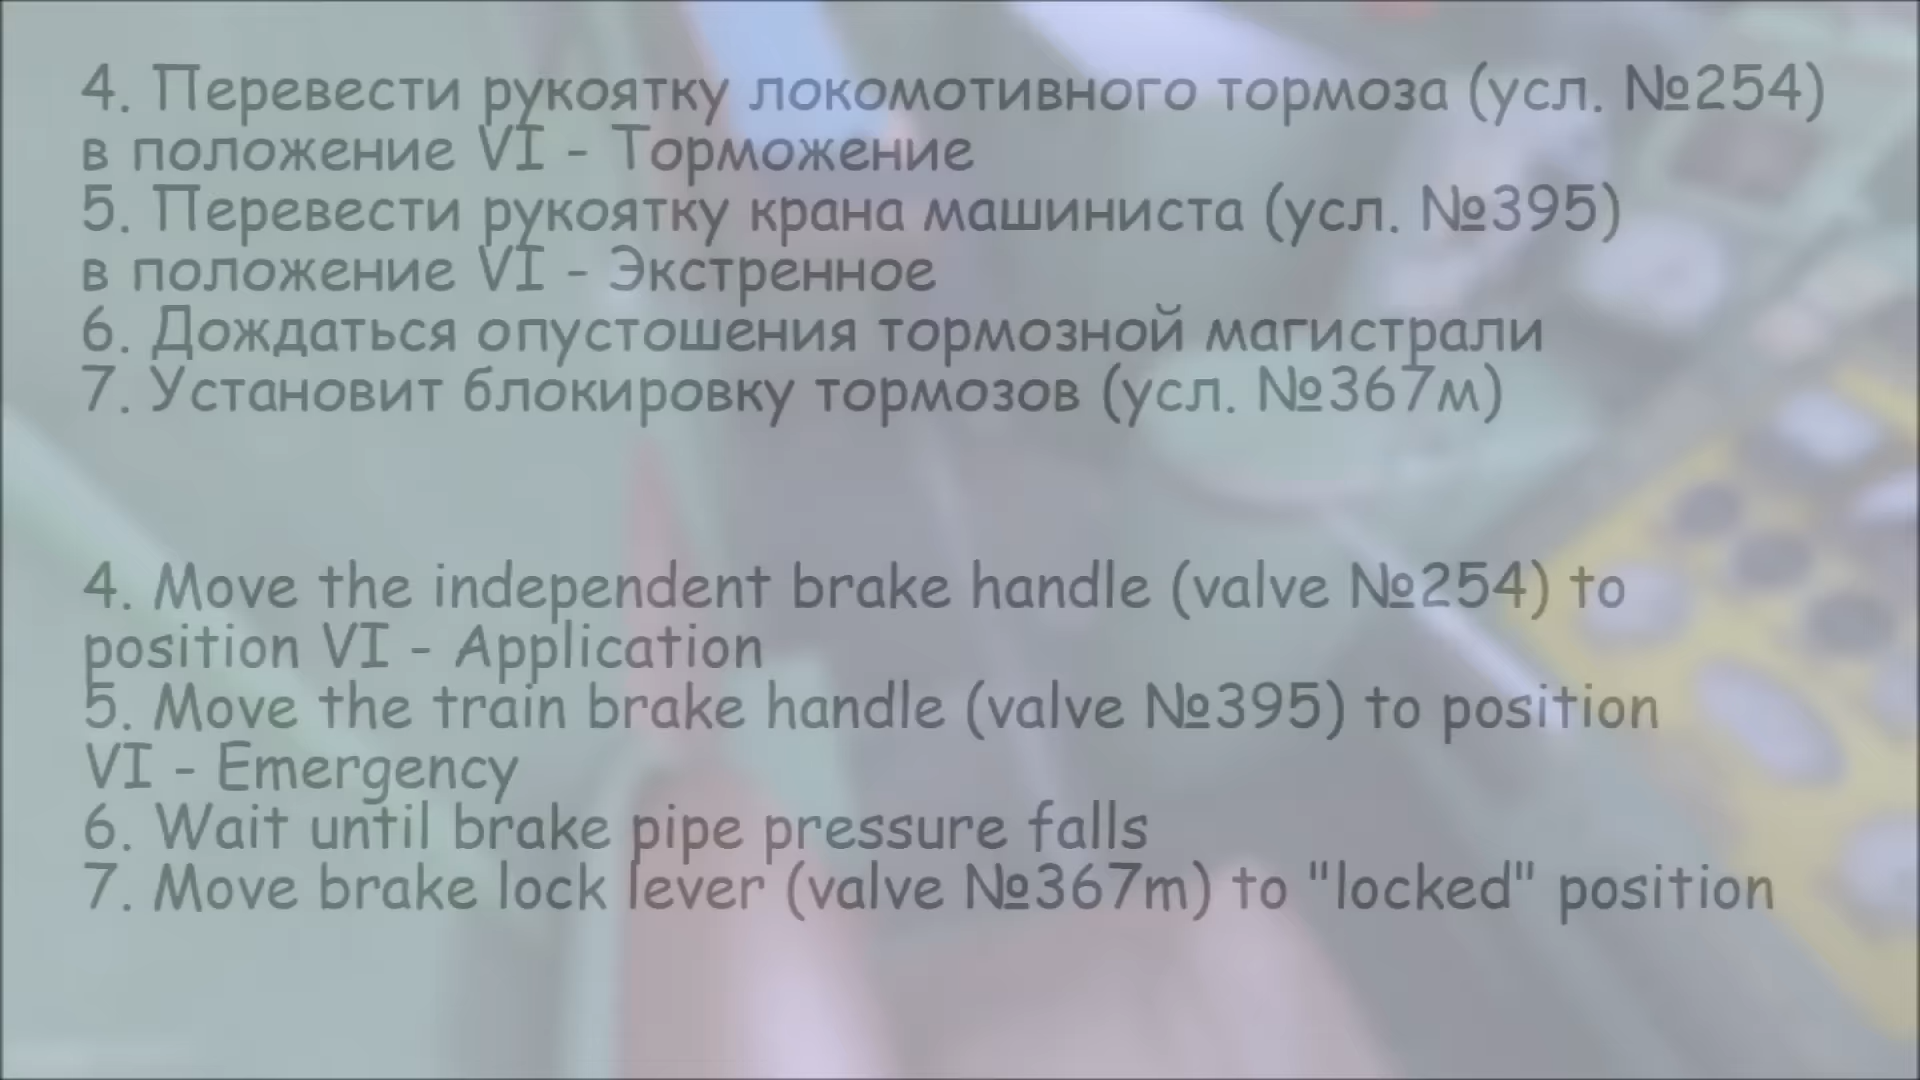 4. Перевести рукоятку локомотивного тормоза (усл. №254)
в положение VI - Торможение
5. Перевести рукоятку крана машиниста (усл. №395)
в положение VI - Экстренное
6. Дождаться опустошения тормозной магистрали
7. Установит блокировку тормозов (усл. №367м)
4. Move the independent brake handle (valve №254) to
position VI - Application
5. Move the train brake handle (valve №395) to position
VI - Emergency
6. Wait until brake pipe pressure falls
7. Move brake lock lever (valve №367m) to "locked" position